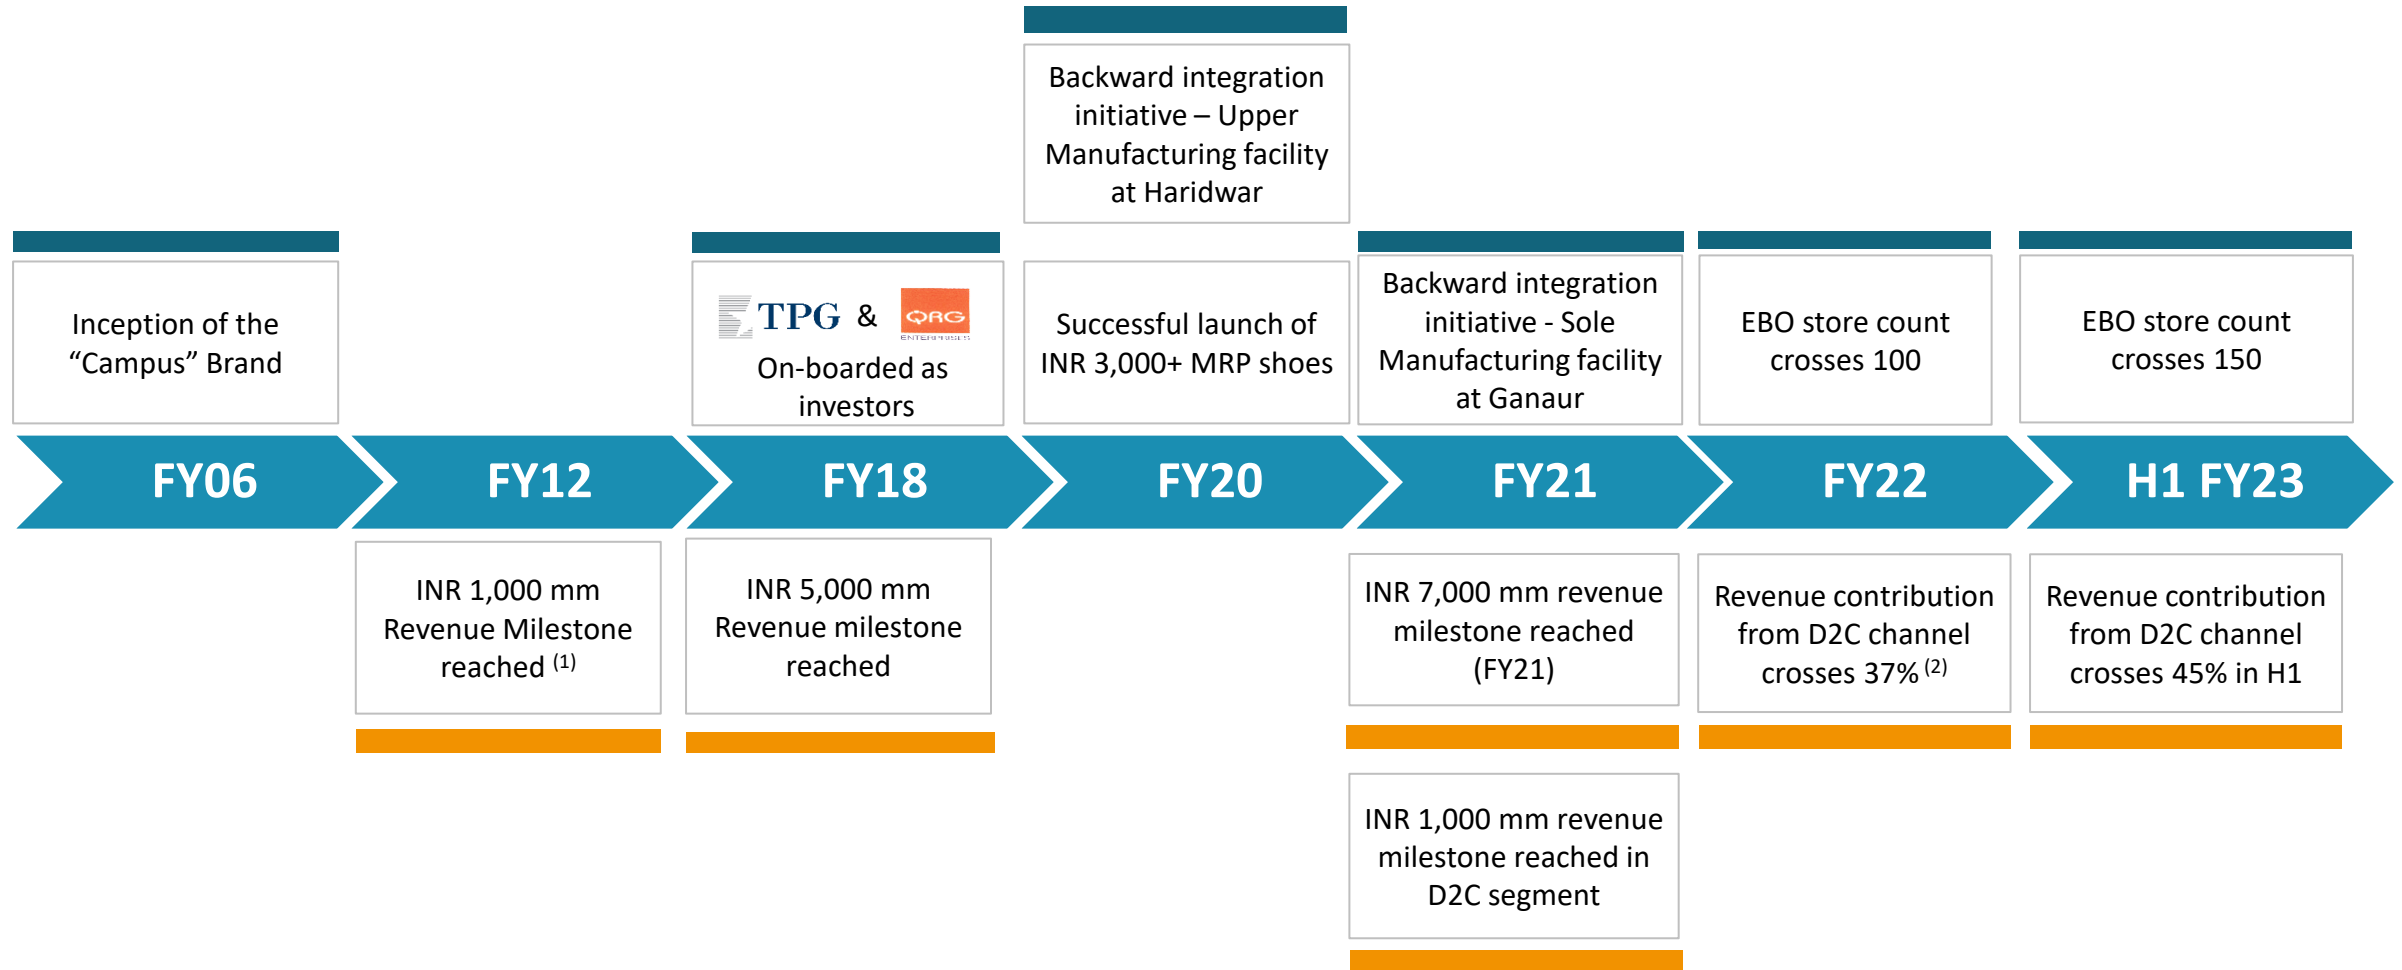 Backward integration
initiative – Upper
Manufacturing facility
at Haridwar
Inception of the
“Campus” Brand
TPG & QRG
ENTERPRISES
On-boarded as
investors
Successful launch of
INR 3,000+ MRP shoes
Backward integration
initiative - Sole
Manufacturing facility
at Ganaur
EBO store count
crosses 100
EBO store count
crosses 150
FY06
FY12
FY18
FY20
FY21
FY22
H1 FY23
INR 1,000 mm
Revenue Milestone
reached (1)
INR 5,000 mm
Revenue milestone
reached
INR 7,000 mm revenue
milestone reached
(FY21)
Revenue contribution
from D2C channel
crosses 37% (2)
Revenue contribution
from D2C channel
crosses 45% in H1
INR 1,000 mm revenue
milestone reached in
D2C segment